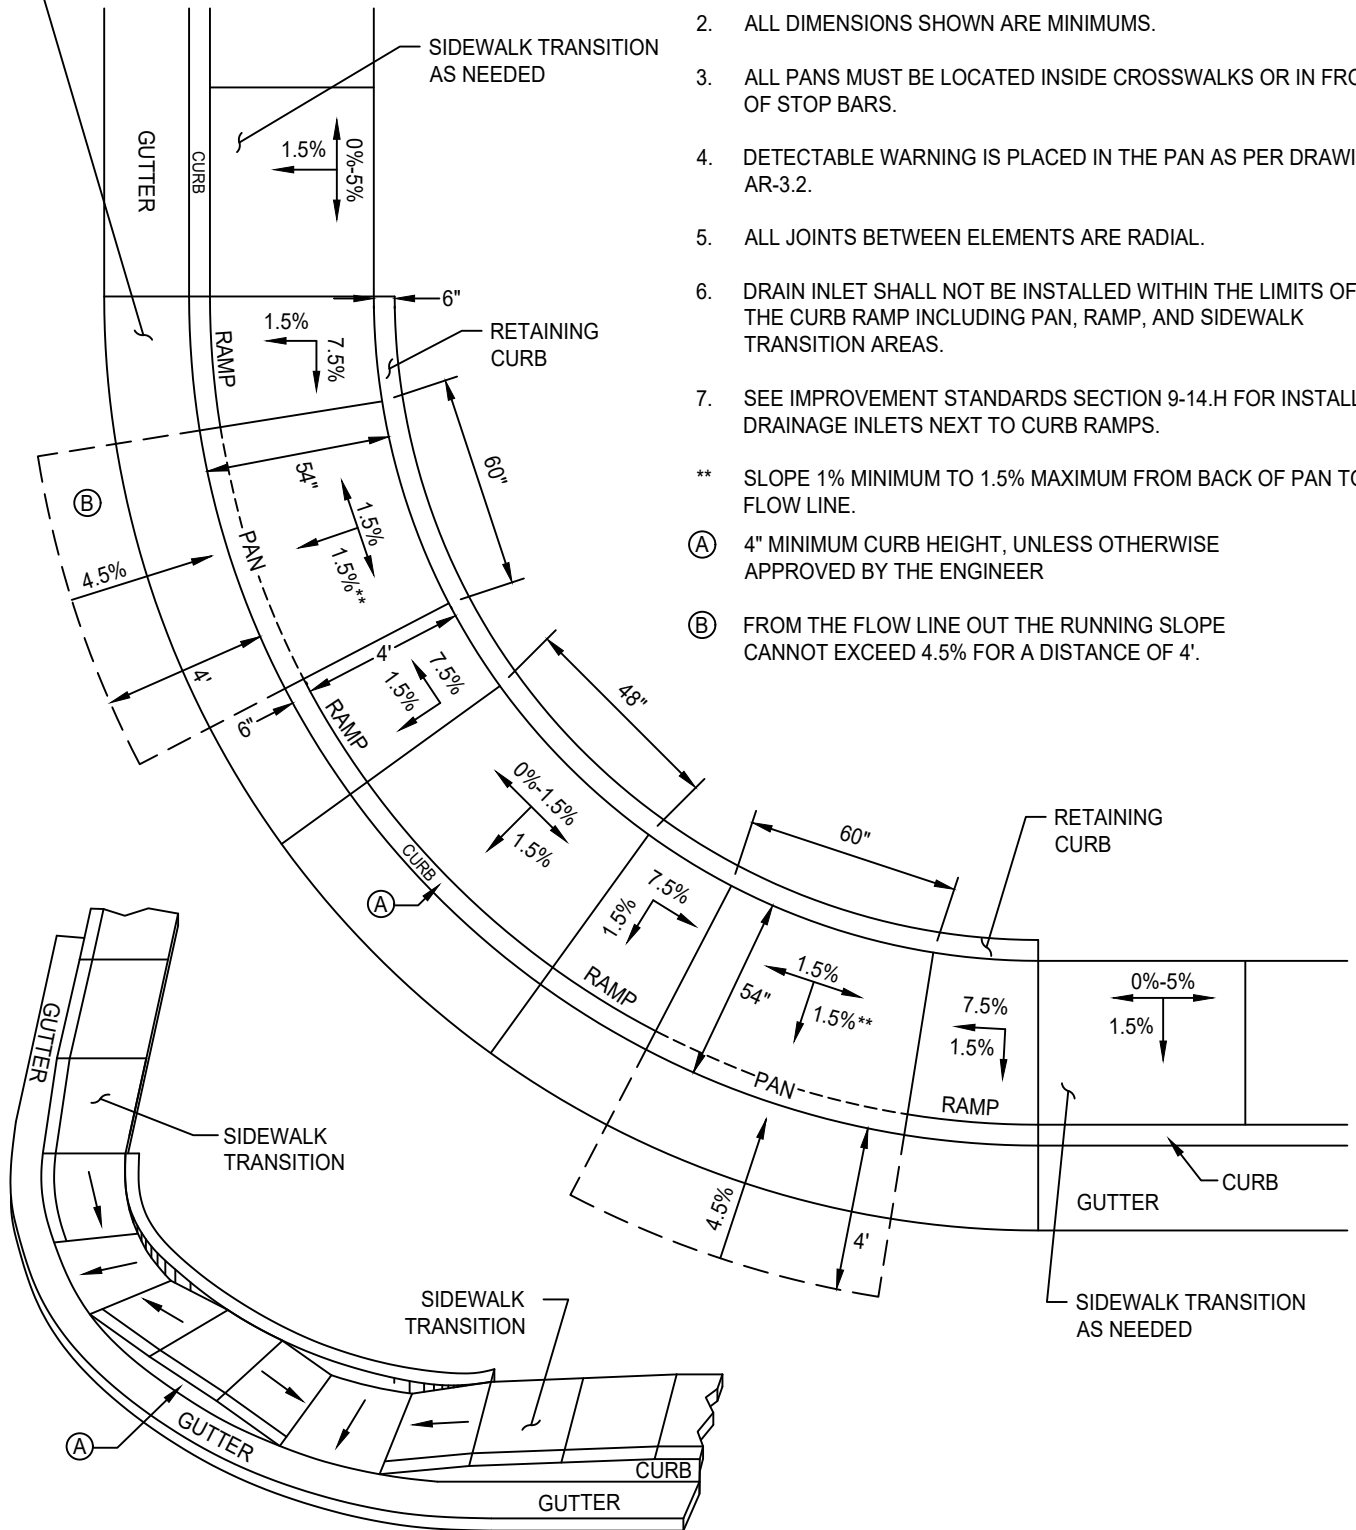 2. ALL DIMENSIONS SHOWN ARE MINIMUMS.
3. ALL PANS MUST BE LOCATED INSIDE CROSSWALKS OR IN FRO
OF STOP BARS.
4. DETECTABLE WARNING IS PLACED IN THE PAN AS PER DRAWI
AR-3.2.
5. ALL JOINTS BETWEEN ELEMENTS ARE RADIAL.
6. DRAIN INLET SHALL NOT BE INSTALLED WITHIN THE LIMITS OF
THE CURB RAMP INCLUDING PAN, RAMP, AND SIDEWALK
TRANSITION AREAS.
7. SEE IMPROVEMENT STANDARDS SECTION 9-14.H FOR INSTALL
DRAINAGE INLETS NEXT TO CURB RAMPS.
** SLOPE 1% MINIMUM TO 1.5% MAXIMUM FROM BACK OF PAN TO
FLOW LINE.
A 4" MINIMUM CURB HEIGHT, UNLESS OTHERWISE
APPROVED BY THE ENGINEER
B FROM THE FLOW LINE OUT THE RUNNING SLOPE
CANNOT EXCEED 4.5% FOR A DISTANCE OF 4'.
SIDEWALK TRANSITION
AS NEEDED
GUTTER
CURB
1.5%
0%-5%
6"
RETAINING
CURB
RAMP
1.5%
7.5%
60"
54"
B
PAN
1.5%
1.5%**
4.5%
4'
4'
6"
7.5%
1.5%
RAMP
48"
0%-1.5%
1.5%
CURB
A
60"
RETAINING
CURB
7.5%
1.5%
RAMP
54"
1.5%
1.5%**
PAN
7.5%
1.5%
RAMP
0%-5%
1.5%
4.5%
4'
CURB
GUTTER
SIDEWALK TRANSITION
AS NEEDED
GUTTER
SIDEWALK
TRANSITION
SIDEWALK
TRANSITION
A
GUTTER
CURB
GUTTER